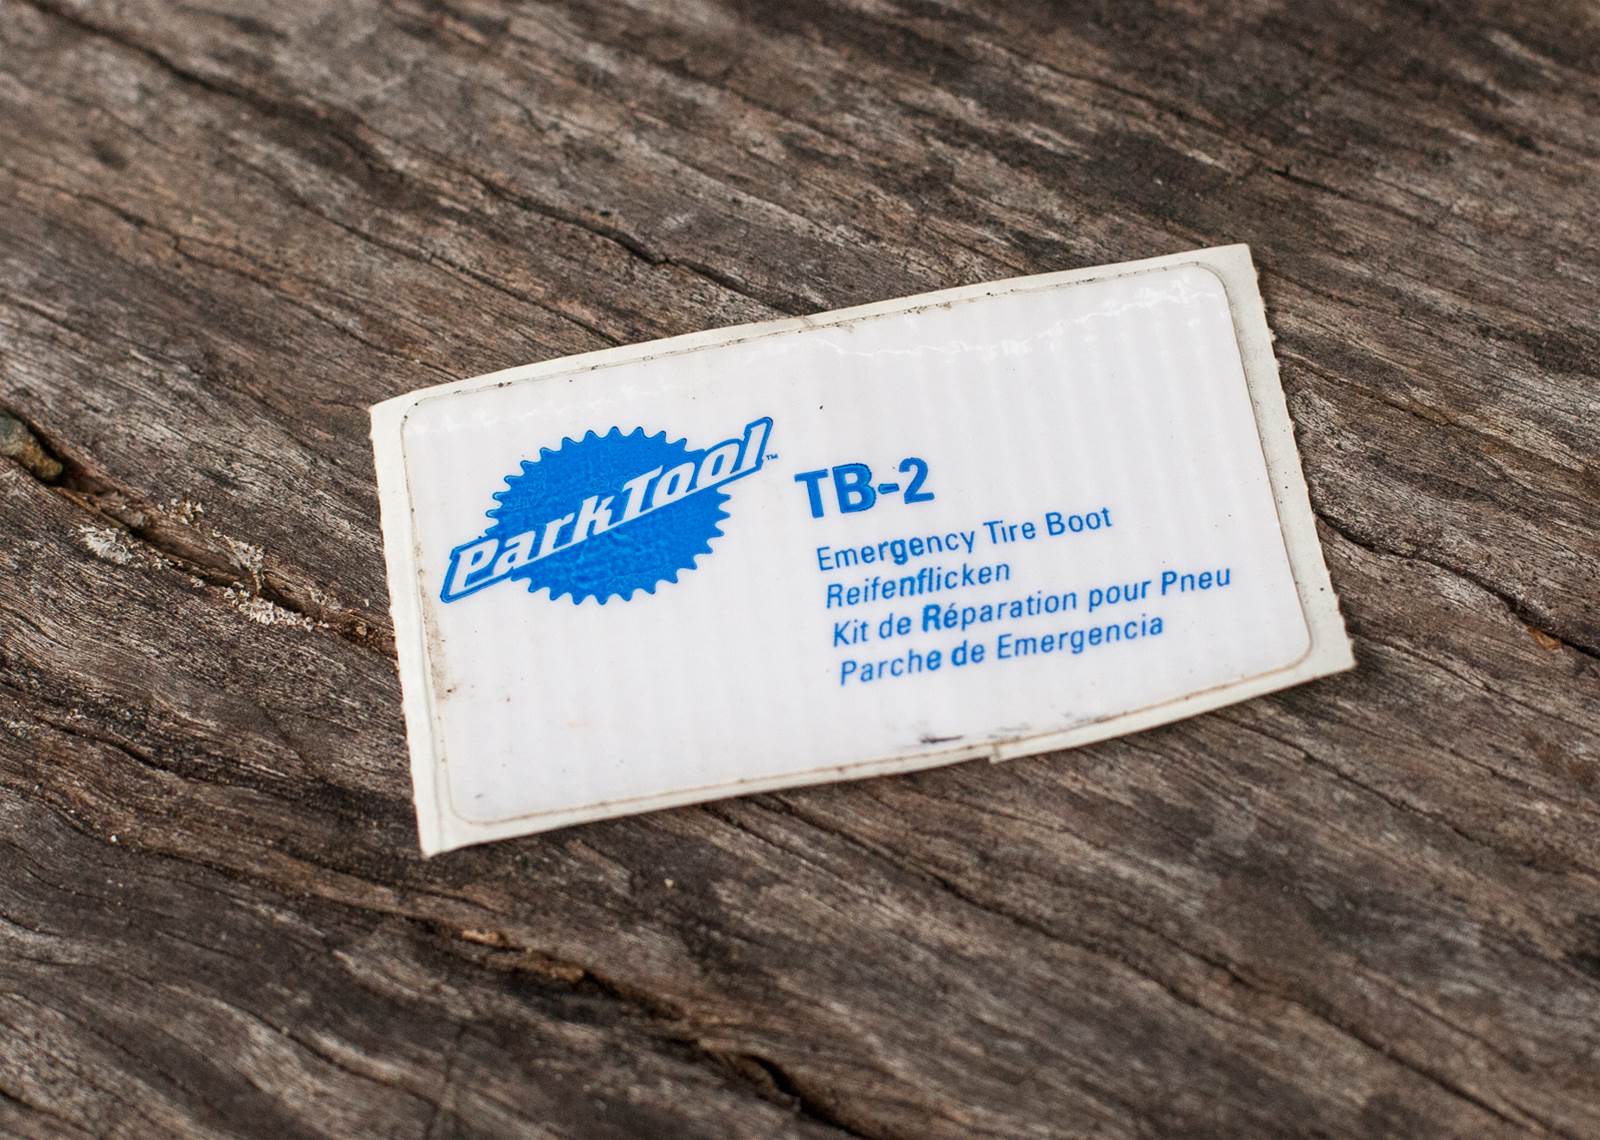 ParkTool™
TB-2
Emergency Tire Boot
Reifenflicken
Kit de Réparation pour Pneu
Parche de Emergencia